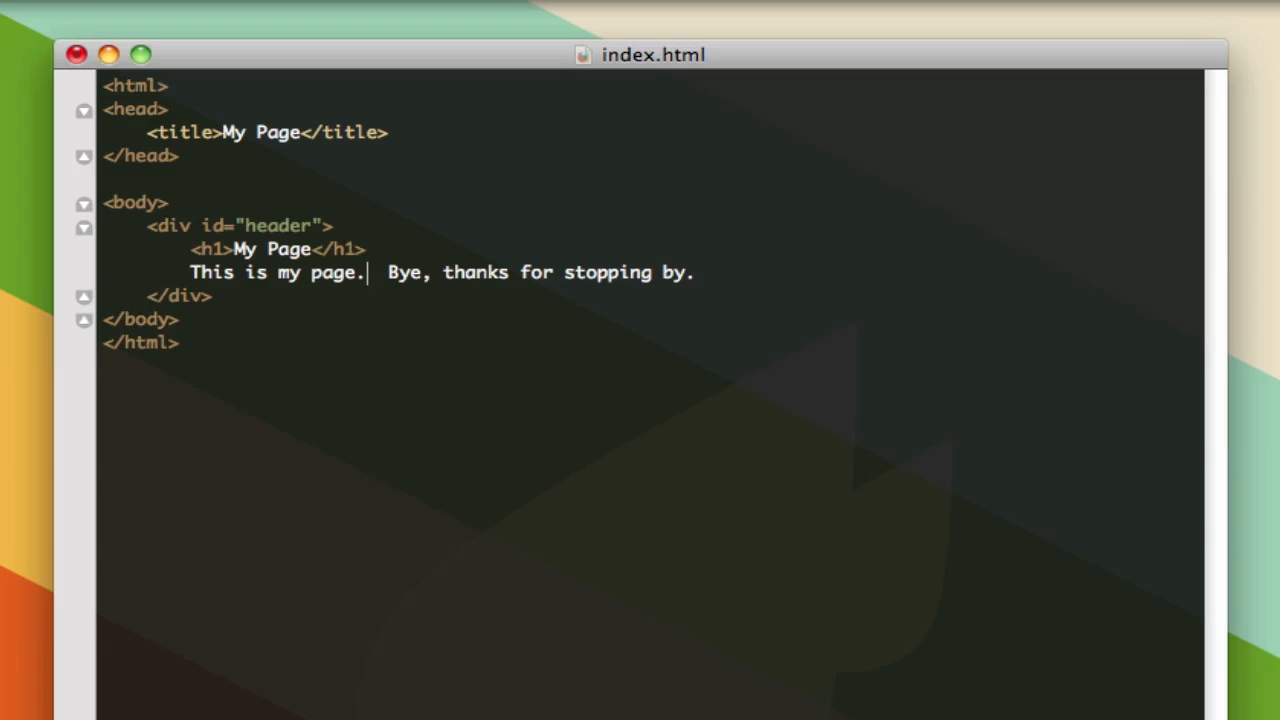 index.html
<html>
<head>
    <title>My Page</title>
</head>
<body>
    <div id="header">
        <h1>My Page</h1>
        This is my page.  Bye, thanks for stopping by.
    </div>
</body>
</html>